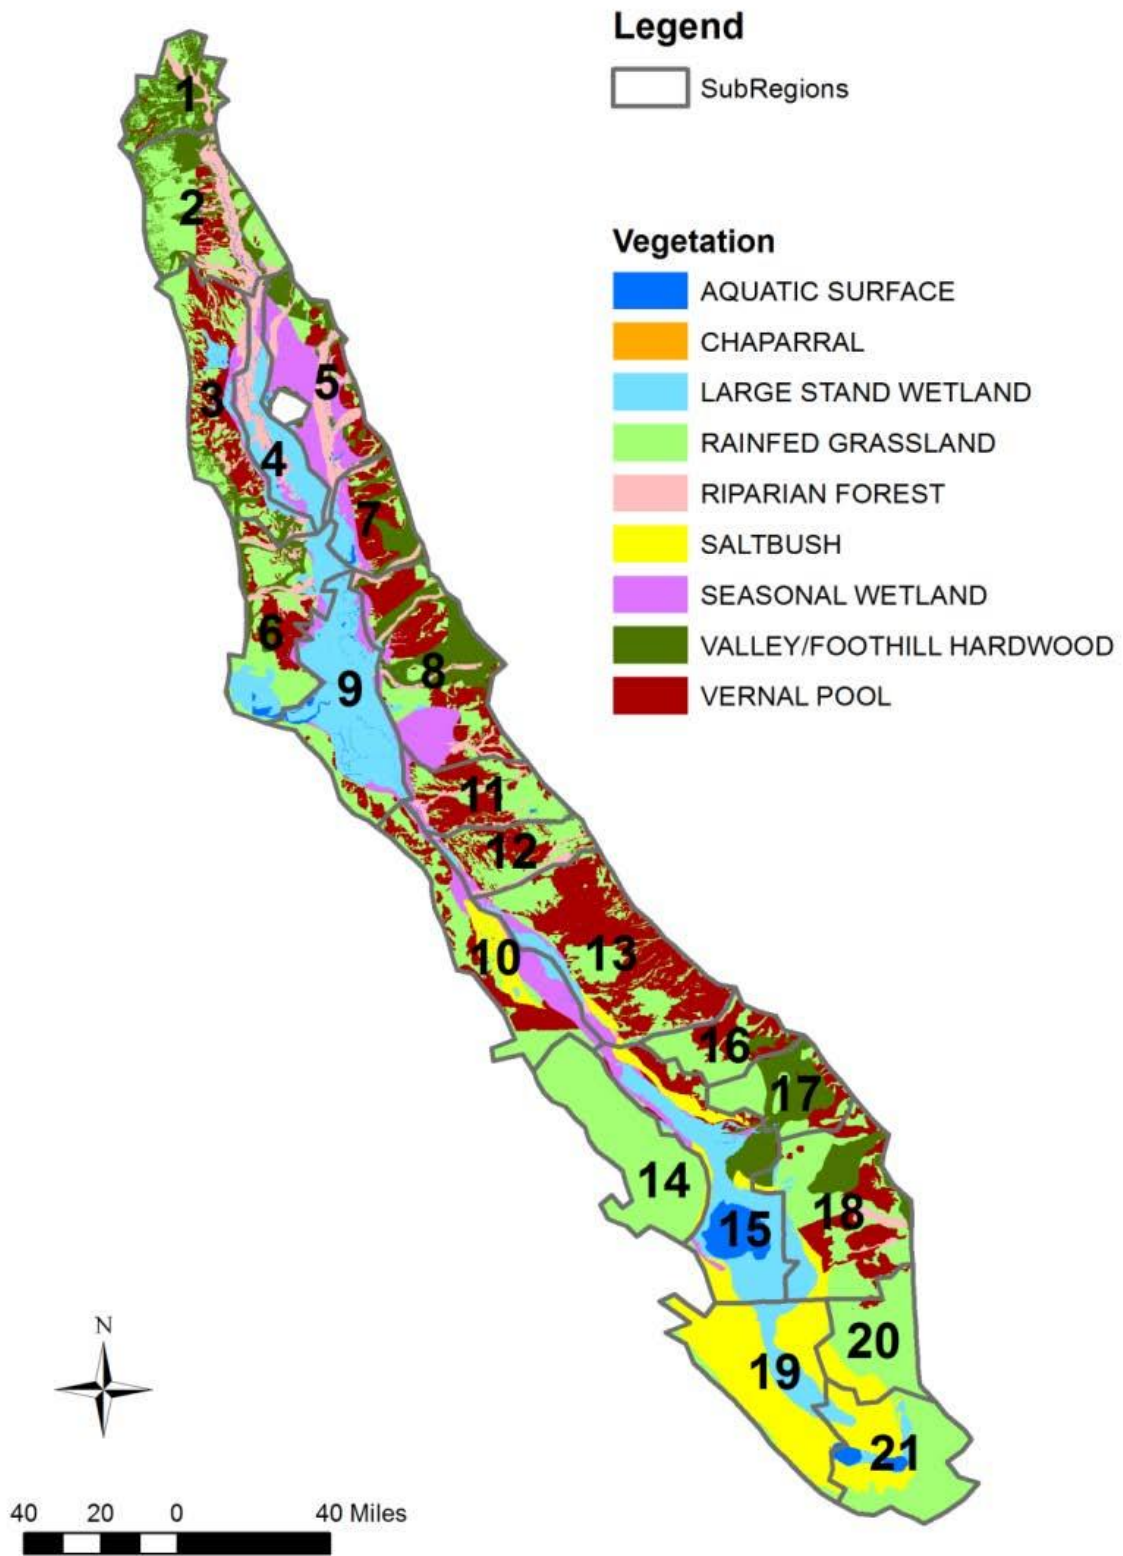 Legend
SubRegions
Vegetation
AQUATIC SURFACE
CHAPARRAL
LARGE STAND WETLAND
RAINFED GRASSLAND
RIPARIAN FOREST
SALTBUSH
SEASONAL WETLAND
VALLEY/FOOTHILL HARDWOOD
VERNAL POOL
1
2
5
3
4
7
6
8
9
11
12
13
10
16
17
14
18
15
20
19
21
N
40 20 0 40 Miles